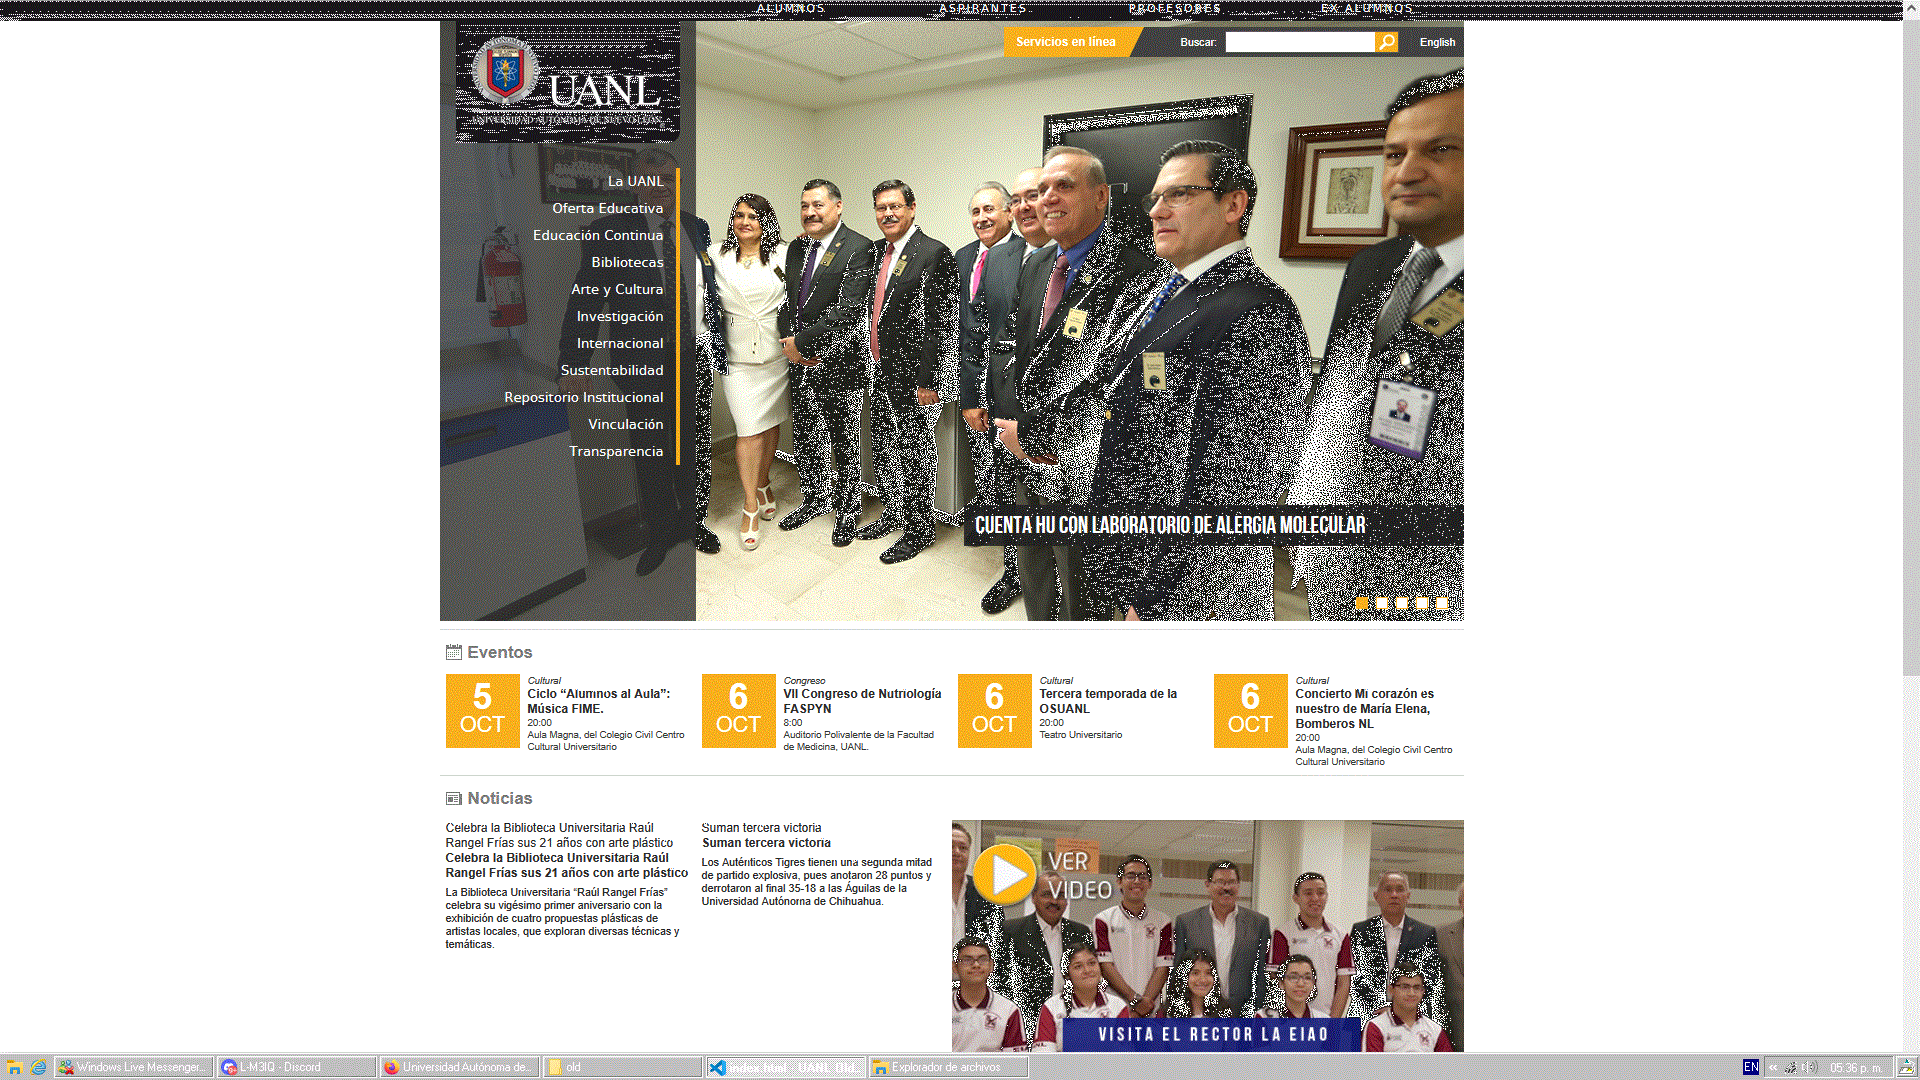 ALUMNOS
ASPIRANTES
PROFESORES
EX ALUMNOS
Servicios en línea
Buscar:
English
UANL
UNIVERSIDAD AUTÓNOMA DE NUEVO LEÓN
La UANL
Oferta Educativa
Educación Continua
Bibliotecas
Arte y Cultura
Investigación
Internacional
Sustentabilidad
Repositorio Institucional
Vinculación
Transparencia
CUENTA HU CON LABORATORIO DE ALERGIA MOLECULAR
Eventos
5
OCT
Cultural
Ciclo “Alumnos al Aula”:
Música FIME.
20:00
Aula Magna, del Colegio Civil Centro
Cultural Universitario
6
OCT
Congreso
VII Congreso de Nutriología
FASPYN
8:00
Auditorio Polivalente de la Facultad
de Medicina, UANL.
6
OCT
Cultural
Tercera temporada de la
OSUANL
20:00
Teatro Universitario
6
OCT
Cultural
Concierto Mi corazón es
nuestro de María Elena,
Bomberos NL
20:00
Aula Magna, del Colegio Civil Centro
Cultural Universitario
Noticias
Celebra la Biblioteca Universitaria Raúl
Rangel Frías sus 21 años con arte plástico
Celebra la Biblioteca Universitaria Raúl
Rangel Frías sus 21 años con arte plástico
La Biblioteca Universitaria “Raúl Rangel Frías”
celebra su vigésimo primer aniversario con la
exhibición de cuatro propuestas plásticas de
artistas locales, que exploran diversas técnicas y
temáticas.
Suman tercera victoria
Suman tercera victoria
Los Auténticos Tigres tienen una segunda mitad
de partido explosiva, pues anotaron 28 puntos y
derrotaron al final 35-18 a las Águilas de la
Universidad Autónoma de Chihuahua.
VER
VIDEO
VISITA EL RECTOR LA EIAO
Windows Live Messenger...
L-M3IQ - Discord
Universidad Autónoma de...
old
index.html - UANL Old...
Explorador de archivos
EN
05:36 p. m.